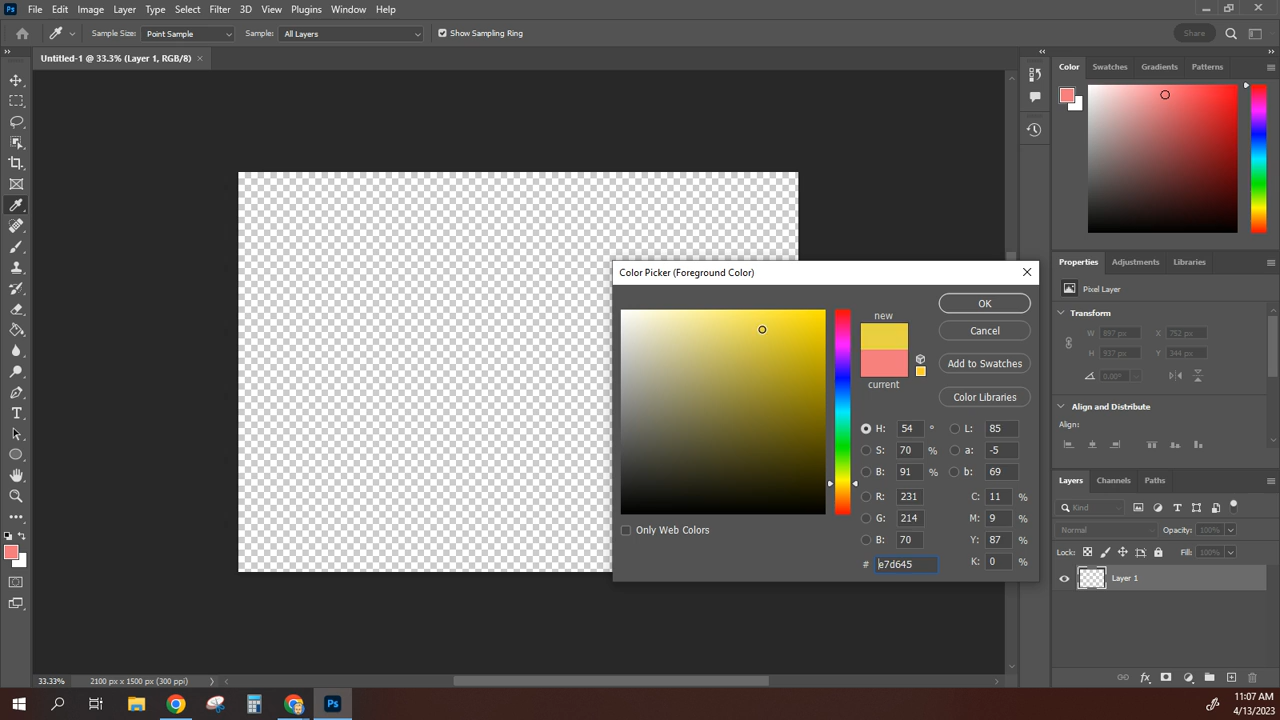 Ps File Edit Image Layer Type Select Filter 3D View Plugins Window Help
Sample Size: Point Sample Sample: All Layers Show Sampling Ring Share
Untitled-1 @ 33.3% (Layer 1, RGB/8) ×
Color Swatches Gradients Patterns
Color Picker (Foreground Color)
new
current
OK
Cancel
Add to Swatches
Color Libraries
H: 54 ° L: 85
S: 70 % a: -5
B: 91 % b: 69
R: 231 C: 11 %
G: 214 M: 9 %
B: 70 Y: 87 %
# e7d645 K: 0 %
Only Web Colors
Properties Adjustments Libraries
Pixel Layer
Transform
W 897 px X 752 px
H 937 px Y 344 px
0.00°
Align and Distribute
Align:
Layers Channels Paths
Kind
Normal Opacity: 100%
Lock: Fill: 100%
Layer 1
33.33% 2100 px x 1500 px (300 ppi)
Ps
11:07 AM
4/13/2023